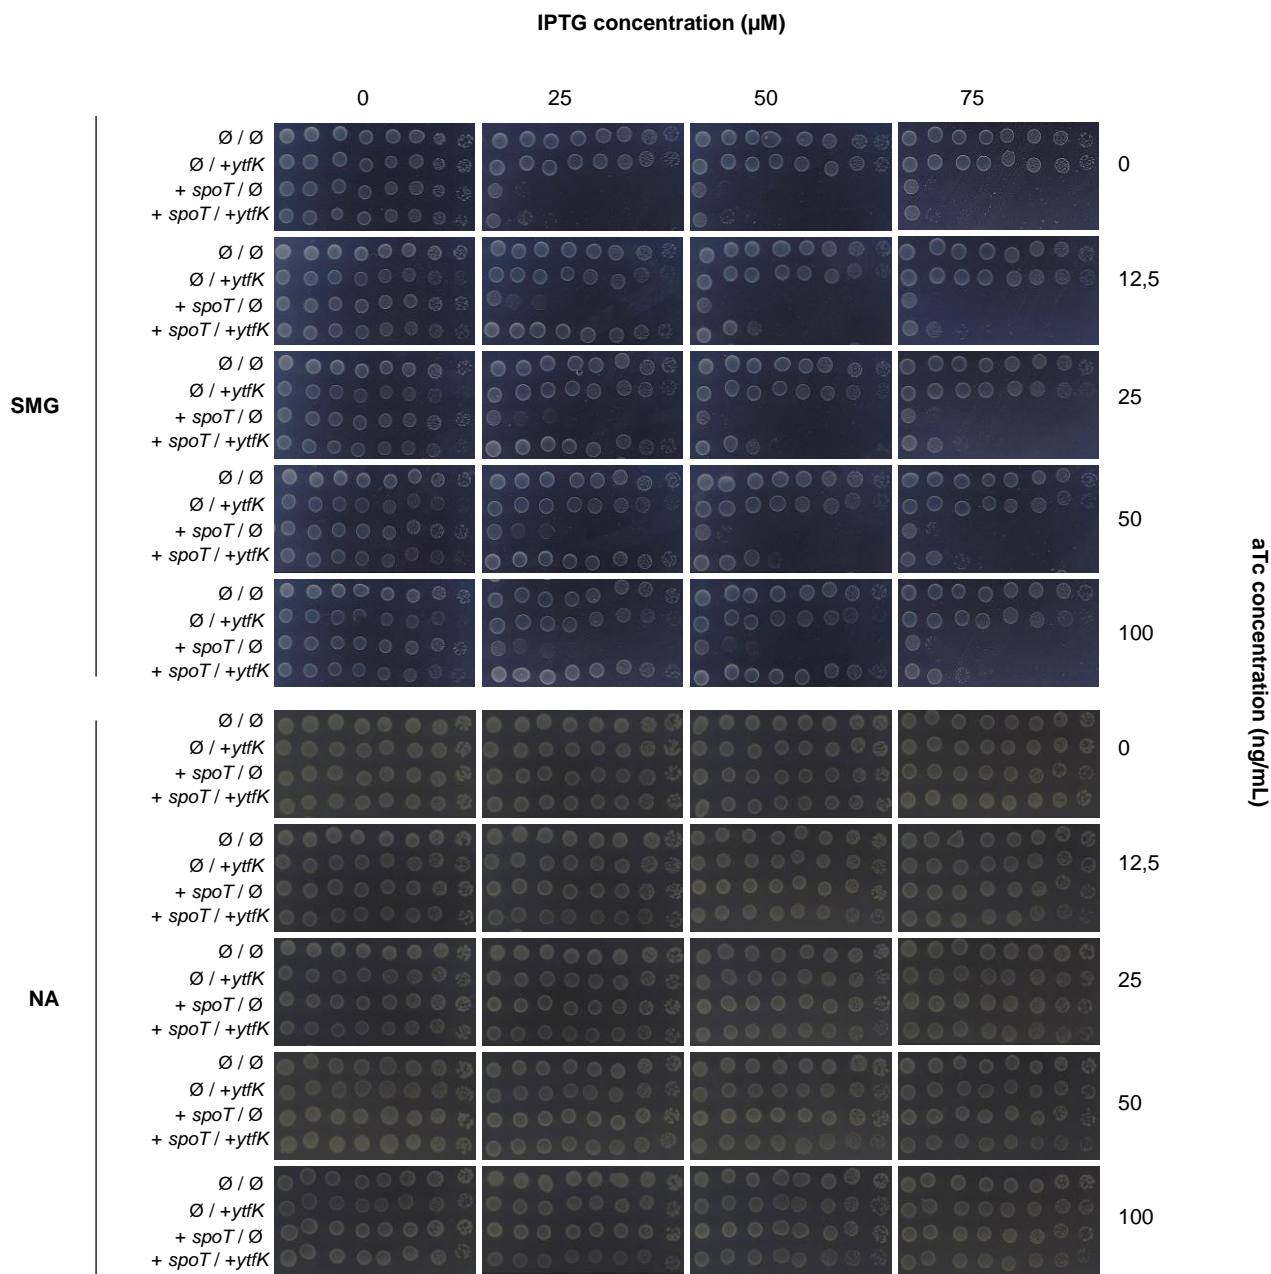 IPTG concentration (µM)
0 25 50 75
Ø / Ø
Ø / +ytfK
+ spoT / Ø
+ spoT / +ytfK
0
Ø / Ø
Ø / +ytfK
+ spoT / Ø
+ spoT / +ytfK
12,5
Ø / Ø
Ø / +ytfK
+ spoT / Ø
+ spoT / +ytfK
25
SMG
Ø / Ø
Ø / +ytfK
+ spoT / Ø
+ spoT / +ytfK
50
Ø / Ø
Ø / +ytfK
+ spoT / Ø
+ spoT / +ytfK
100
aTc concentration (ng/mL)
Ø / Ø
Ø / +ytfK
+ spoT / Ø
+ spoT / +ytfK
0
Ø / Ø
Ø / +ytfK
+ spoT / Ø
+ spoT / +ytfK
12,5
Ø / Ø
Ø / +ytfK
+ spoT / Ø
+ spoT / +ytfK
25
NA
Ø / Ø
Ø / +ytfK
+ spoT / Ø
+ spoT / +ytfK
50
Ø / Ø
Ø / +ytfK
+ spoT / Ø
+ spoT / +ytfK
100